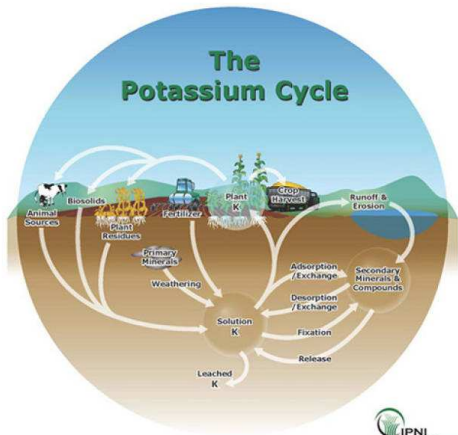 The
Potassium Cycle
Animal
Sources
Biosolids
Plant
Residues
Fertilizer
Plant
K
Crop
Harvest
Runoff &
Erosion
Primary
Minerals
Weathering
Adsorption
/Exchange
Desorption
/Exchange
Secondary
Minerals &
Compounds
Solution
K
Fixation
Release
Leached
K
IPNI